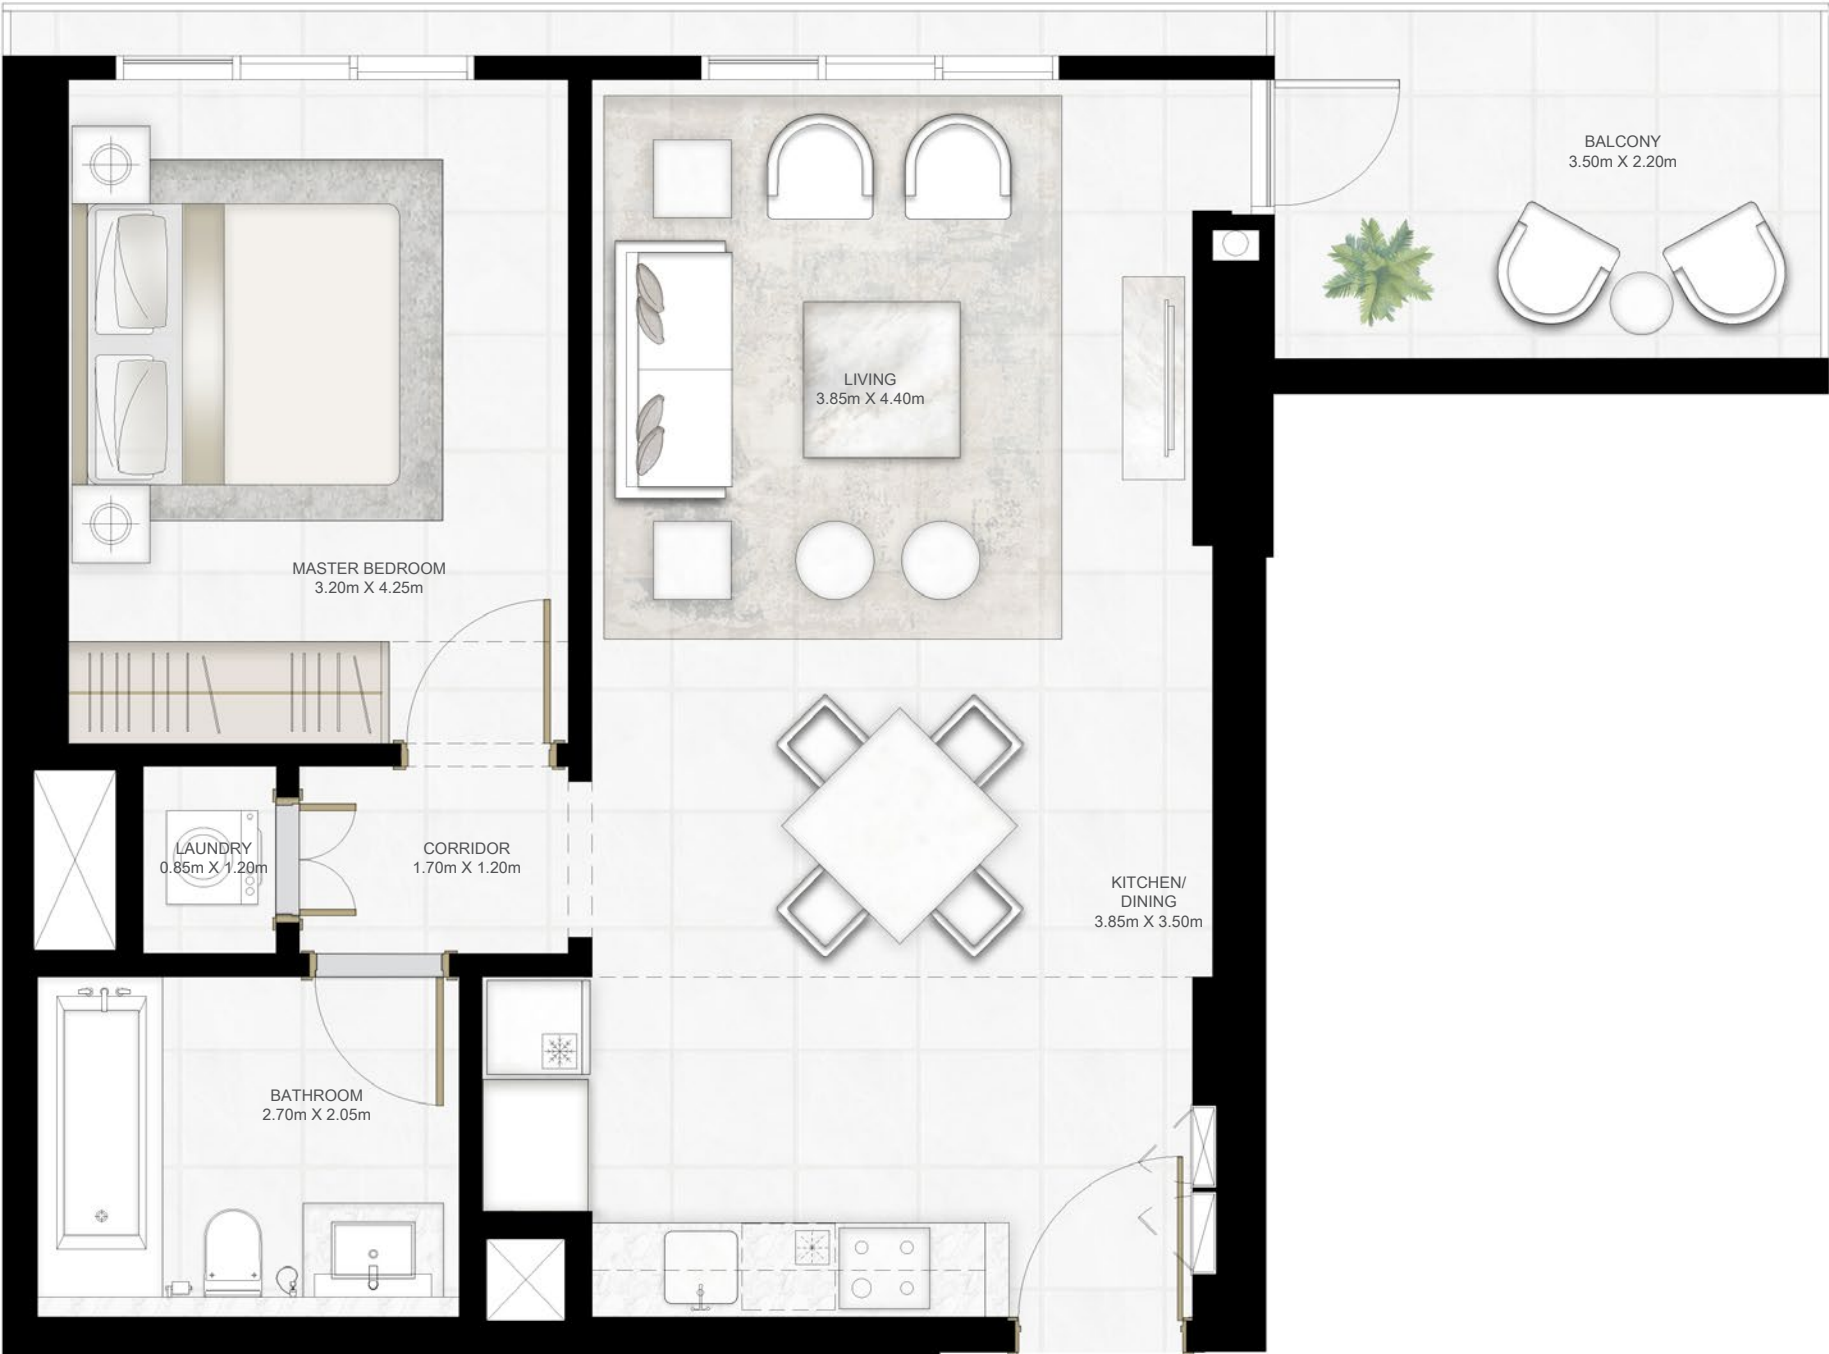 BALCONY
3.50m X 2.20m
LIVING
3.85m X 4.40m
MASTER BEDROOM
3.20m X 4.25m
LAUNDRY
0.85m X 1.20m
CORRIDOR
1.70m X 1.20m
KITCHEN/
DINING
3.85m X 3.50m
BATHROOM
2.70m X 2.05m